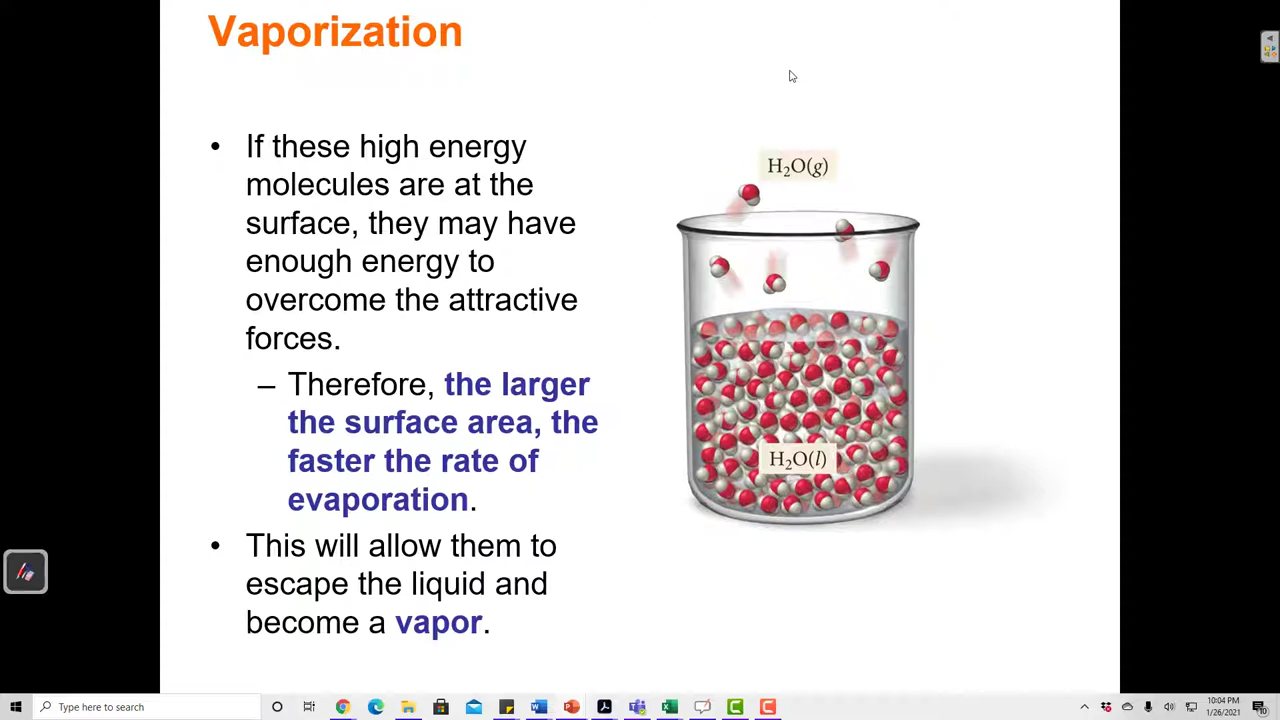 Vaporization
• If these high energy
molecules are at the
surface, they may have
enough energy to
overcome the attractive
forces.
– Therefore, the larger
the surface area, the
faster the rate of
evaporation.
• This will allow them to
escape the liquid and
become a vapor.
H₂O(g)
H₂O(l)
Type here to search
10:04 PM
1/26/2021